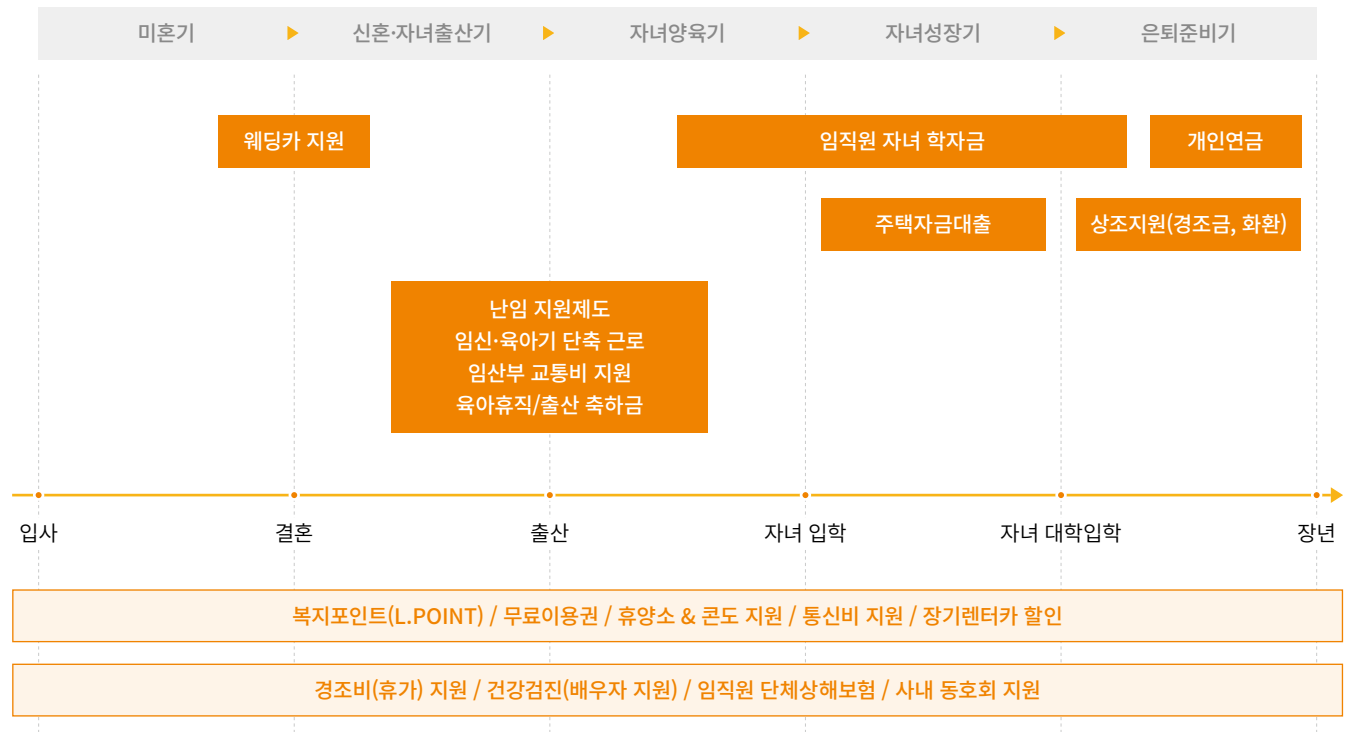 미혼기
신혼·자녀출산기
자녀양육기
자녀성장기
은퇴준비기
웨딩카 지원
임직원 자녀 학자금
개인연금
주택자금대출
상조지원(경조금, 화환)
난임 지원제도
임신·육아기 단축 근로
임산부 교통비 지원
육아휴직/출산 축하금
입사
결혼
출산
자녀 입학
자녀 대학입학
장년
복지포인트(L.POINT) / 무료이용권 / 휴양소 & 콘도 지원 / 통신비 지원 / 장기렌터카 할인
경조비(휴가) 지원 / 건강검진(배우자 지원) / 임직원 단체상해보험 / 사내 동호회 지원